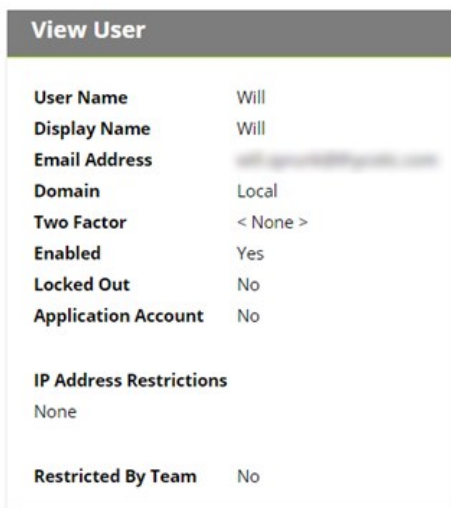 View User
User Name Will
Display Name Will
Email Address
Domain Local
Two Factor < None >
Enabled Yes
Locked Out No
Application Account No
IP Address Restrictions
None
Restricted By Team No